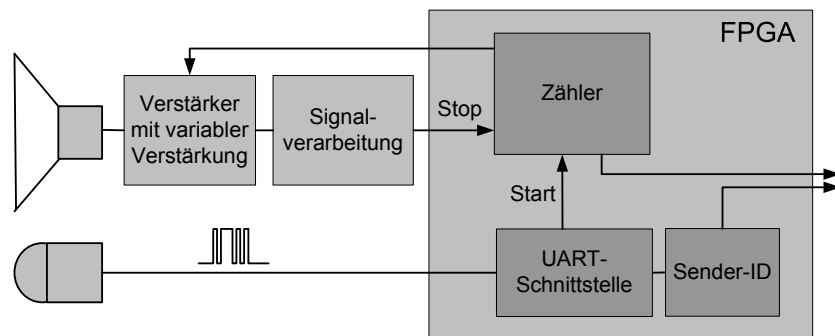 FPGA
Verstärker
mit variabler
Verstärkung
Signal-
verarbeitung
Stop
Zähler
Start
UART-
Schnittstelle
Sender-ID